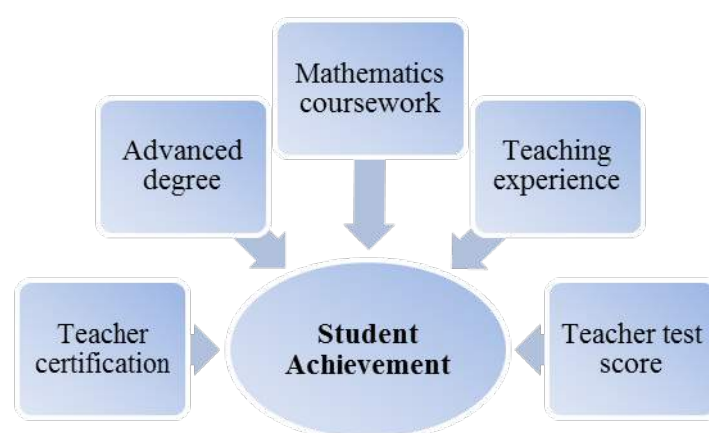 Mathematics
coursework
Advanced
degree
Teaching
experience
Teacher
certification
Student
Achievement
Teacher test
score